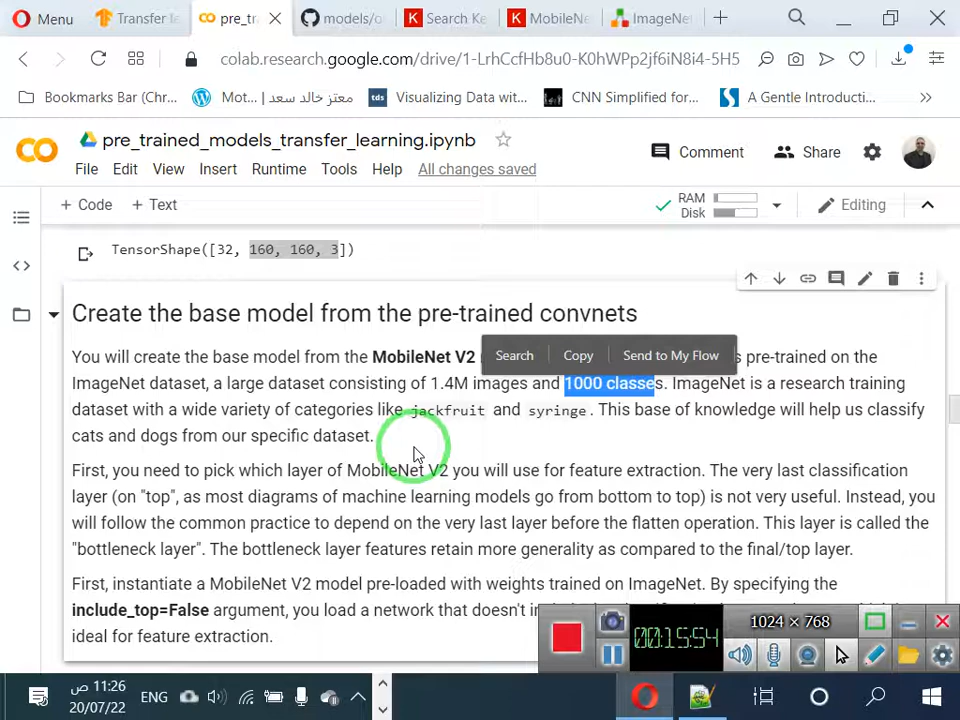 Menu
Transfer le
pre_tra
models/o
Search Ke
MobileNe
ImageNe
colab.research.google.com/drive/1-LrhCcfHb8u0-K0hWPp2jf6iN4J_5H5
Bookmarks Bar (Chr...
Mot... | معتز خالد سعد
tds Visualizing Data wit...
CNN Simplified for...
A Gentle Introducti...
pre_trained_models_transfer_learning.ipynb
File Edit View Insert Runtime Tools Help All changes saved
Comment
Share
+ Code + Text
RAM
Disk
Editing
TensorShape([32, 160, 160, 3])
Create the base model from the pre-trained convnets
Search Copy Send to My Flow
You will create the base model from the MobileNet V2 s pre-trained on the
ImageNet dataset, a large dataset consisting of 1.4M images and 1000 classes. ImageNet is a research training
dataset with a wide variety of categories like jackfruit and syringe. This base of knowledge will help us classify
cats and dogs from our specific dataset.
First, you need to pick which layer of MobileNet V2 you will use for feature extraction. The very last classification
layer (on "top", as most diagrams of machine learning models go from bottom to top) is not very useful. Instead, you
will follow the common practice to depend on the very last layer before the flatten operation. This layer is called the
"bottleneck layer". The bottleneck layer features retain more generality as compared to the final/top layer.
First, instantiate a MobileNet V2 model pre-loaded with weights trained on ImageNet. By specifying the
include_top=False argument, you load a network that doesn't in
ideal for feature extraction.
00:15:54
1024 × 768
11:26 ص
20/07/22
ENG